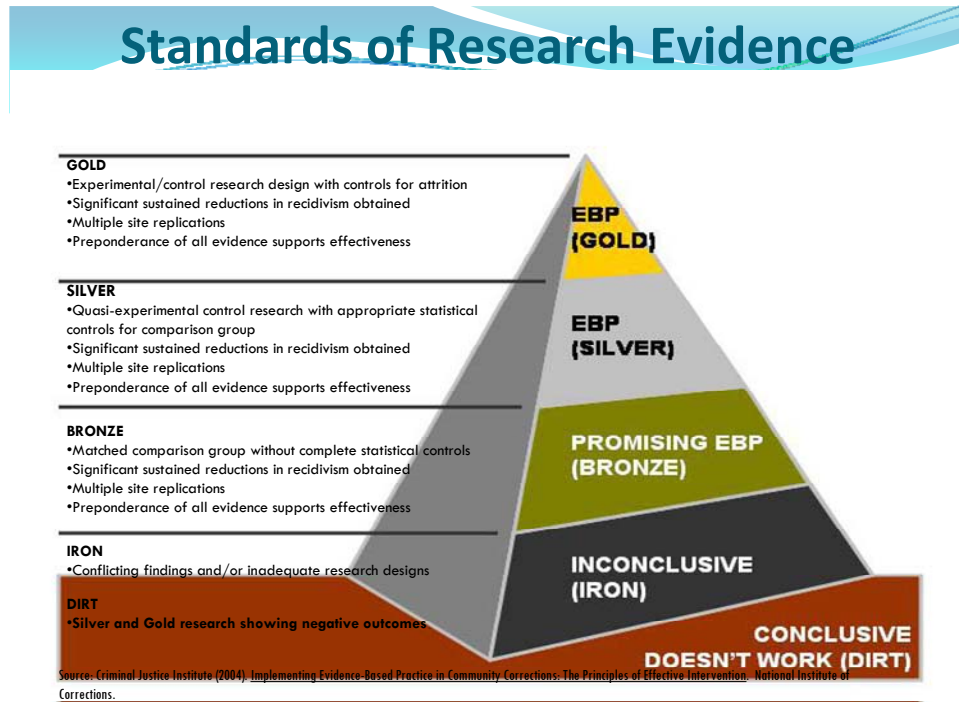 Standards of Research Evidence
GOLD
•Experimental/control research design with controls for attrition
•Significant sustained reductions in recidivism obtained
•Multiple site replications
•Preponderance of all evidence supports effectiveness
SILVER
•Quasi-experimental control research with appropriate statistical
controls for comparison group
•Significant sustained reductions in recidivism obtained
•Multiple site replications
•Preponderance of all evidence supports effectiveness
BRONZE
•Matched comparison group without complete statistical controls
•Significant sustained reductions in recidivism obtained
•Multiple site replications
•Preponderance of all evidence supports effectiveness
IRON
•Conflicting findings and/or inadequate research designs
DIRT
•Silver and Gold research showing negative outcomes
EBP
(GOLD)
EBP
(SILVER)
PROMISING EBP
(BRONZE)
INCONCLUSIVE
(IRON)
CONCLUSIVE
DOESN'T WORK (DIRT)
Source: Criminal Justice Institute (2004). Implementing Evidence-Based Practice in Community Corrections: The Principles of Effective Intervention. National Institute of
Corrections.